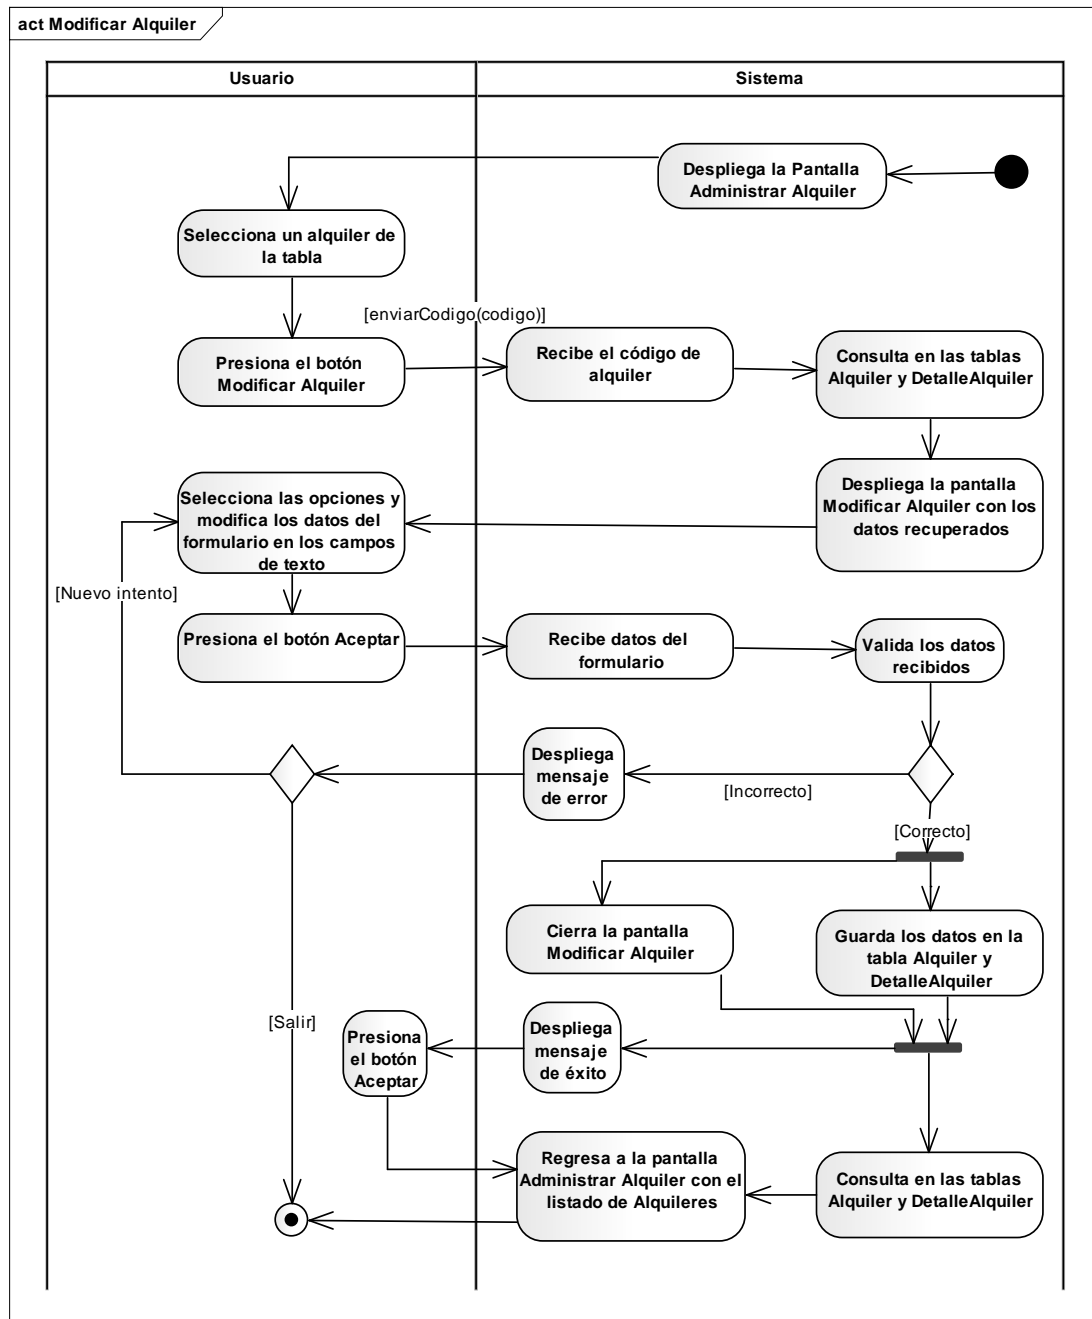 act Modificar Alquiler
Usuario
Sistema
Despliega la Pantalla
Administrar Alquiler
Selecciona un alquiler de
la tabla
[enviarCodigo(codigo)]
Presiona el botón
Modificar Alquiler
Recibe el código de
alquiler
Consulta en las tablas
Alquiler y DetalleAlquiler
Selecciona las opciones y
modifica los datos del
formulario en los campos
de texto
Despliega la pantalla
Modificar Alquiler con los
datos recuperados
[Nuevo intento]
Presiona el botón Aceptar
Recibe datos del
formulario
Valida los datos
recibidos
Despliega
mensaje
de error
[Incorrecto]
[Correcto]
Cierra la pantalla
Modificar Alquiler
Guarda los datos en la
tabla Alquiler y
DetalleAlquiler
[Salir]
Presiona
el botón
Aceptar
Despliega
mensaje
de éxito
Regresa a la pantalla
Administrar Alquiler con el
listado de Alquileres
Consulta en las tablas
Alquiler y DetalleAlquiler